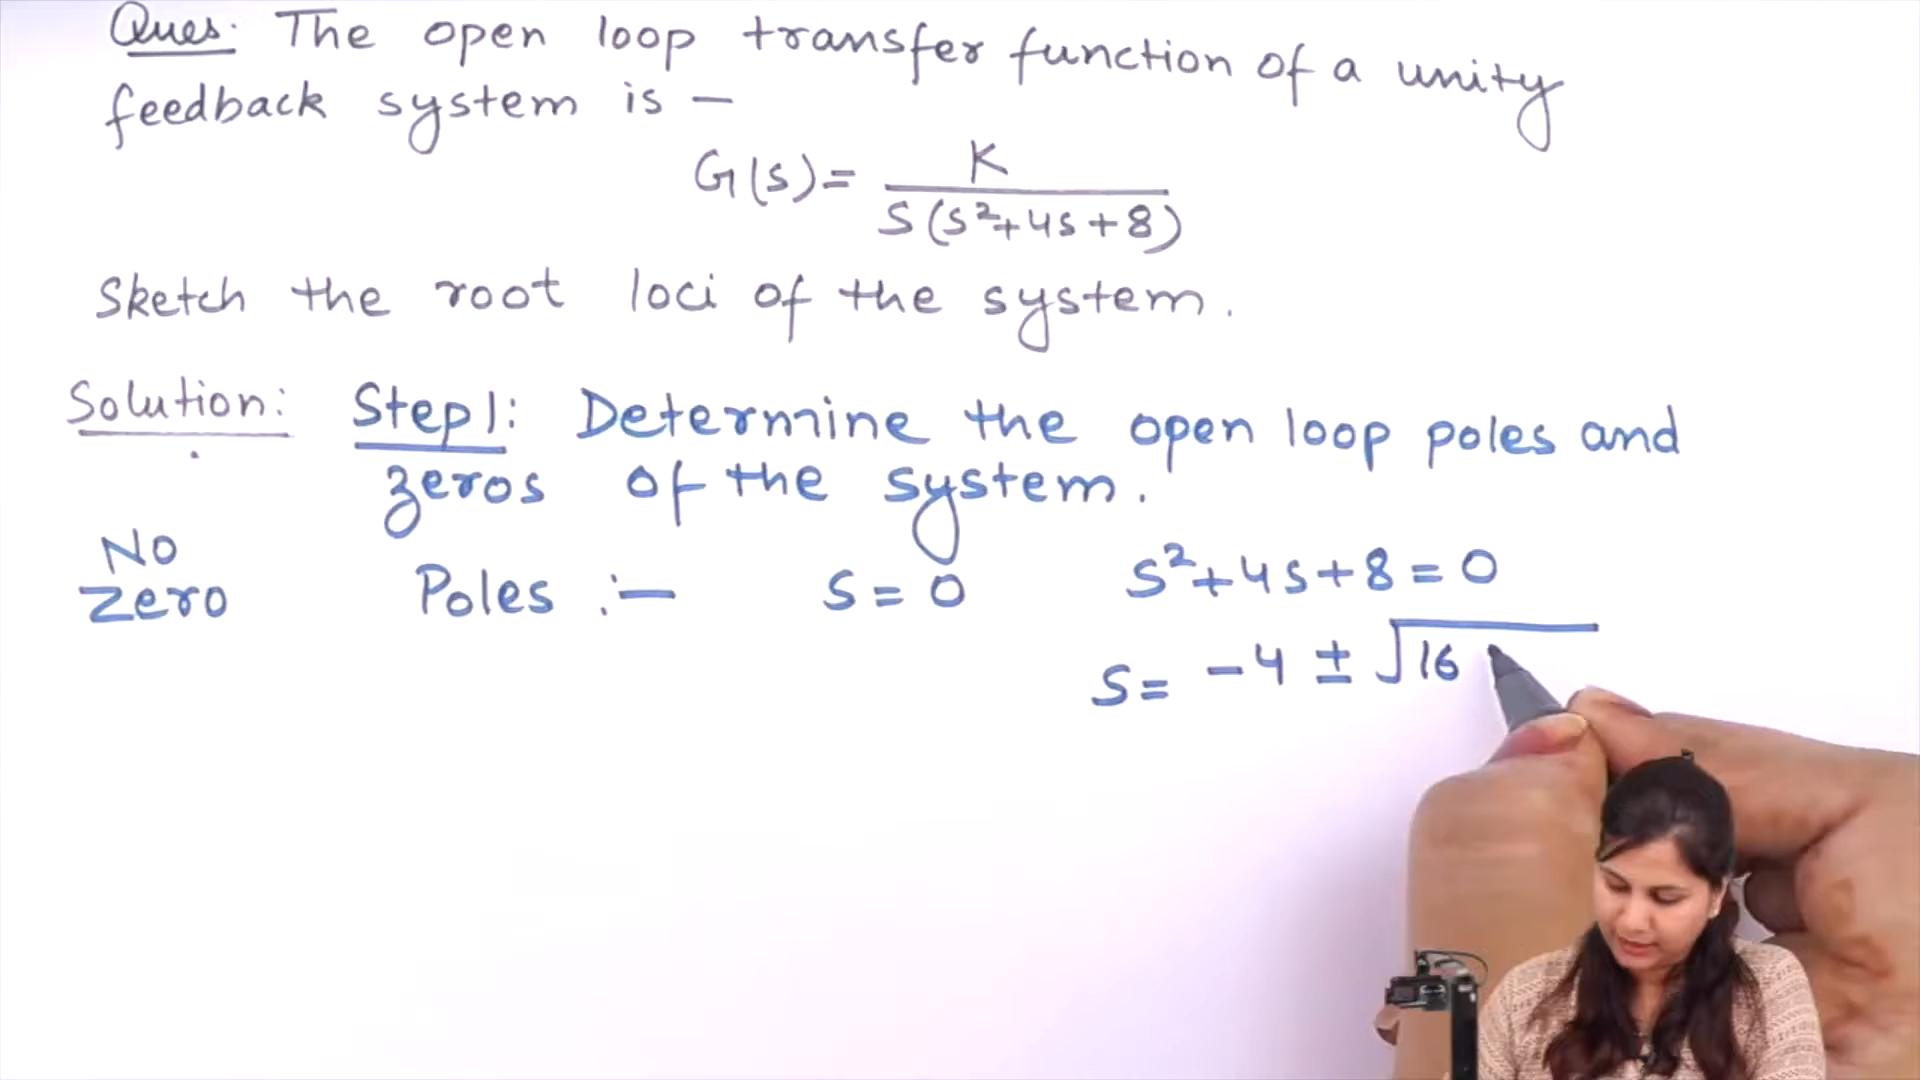 Ques. The open loop transfer function of a unity
feedback system is —
G(s) = K / s(s²+4s+8)
Sketch the root loci of the system.
Solution: Step 1: Determine the open loop poles and
zeros of the system.
No
Zero
Poles :— s = 0
s²+4s+8 = 0
s = -4 ± √16